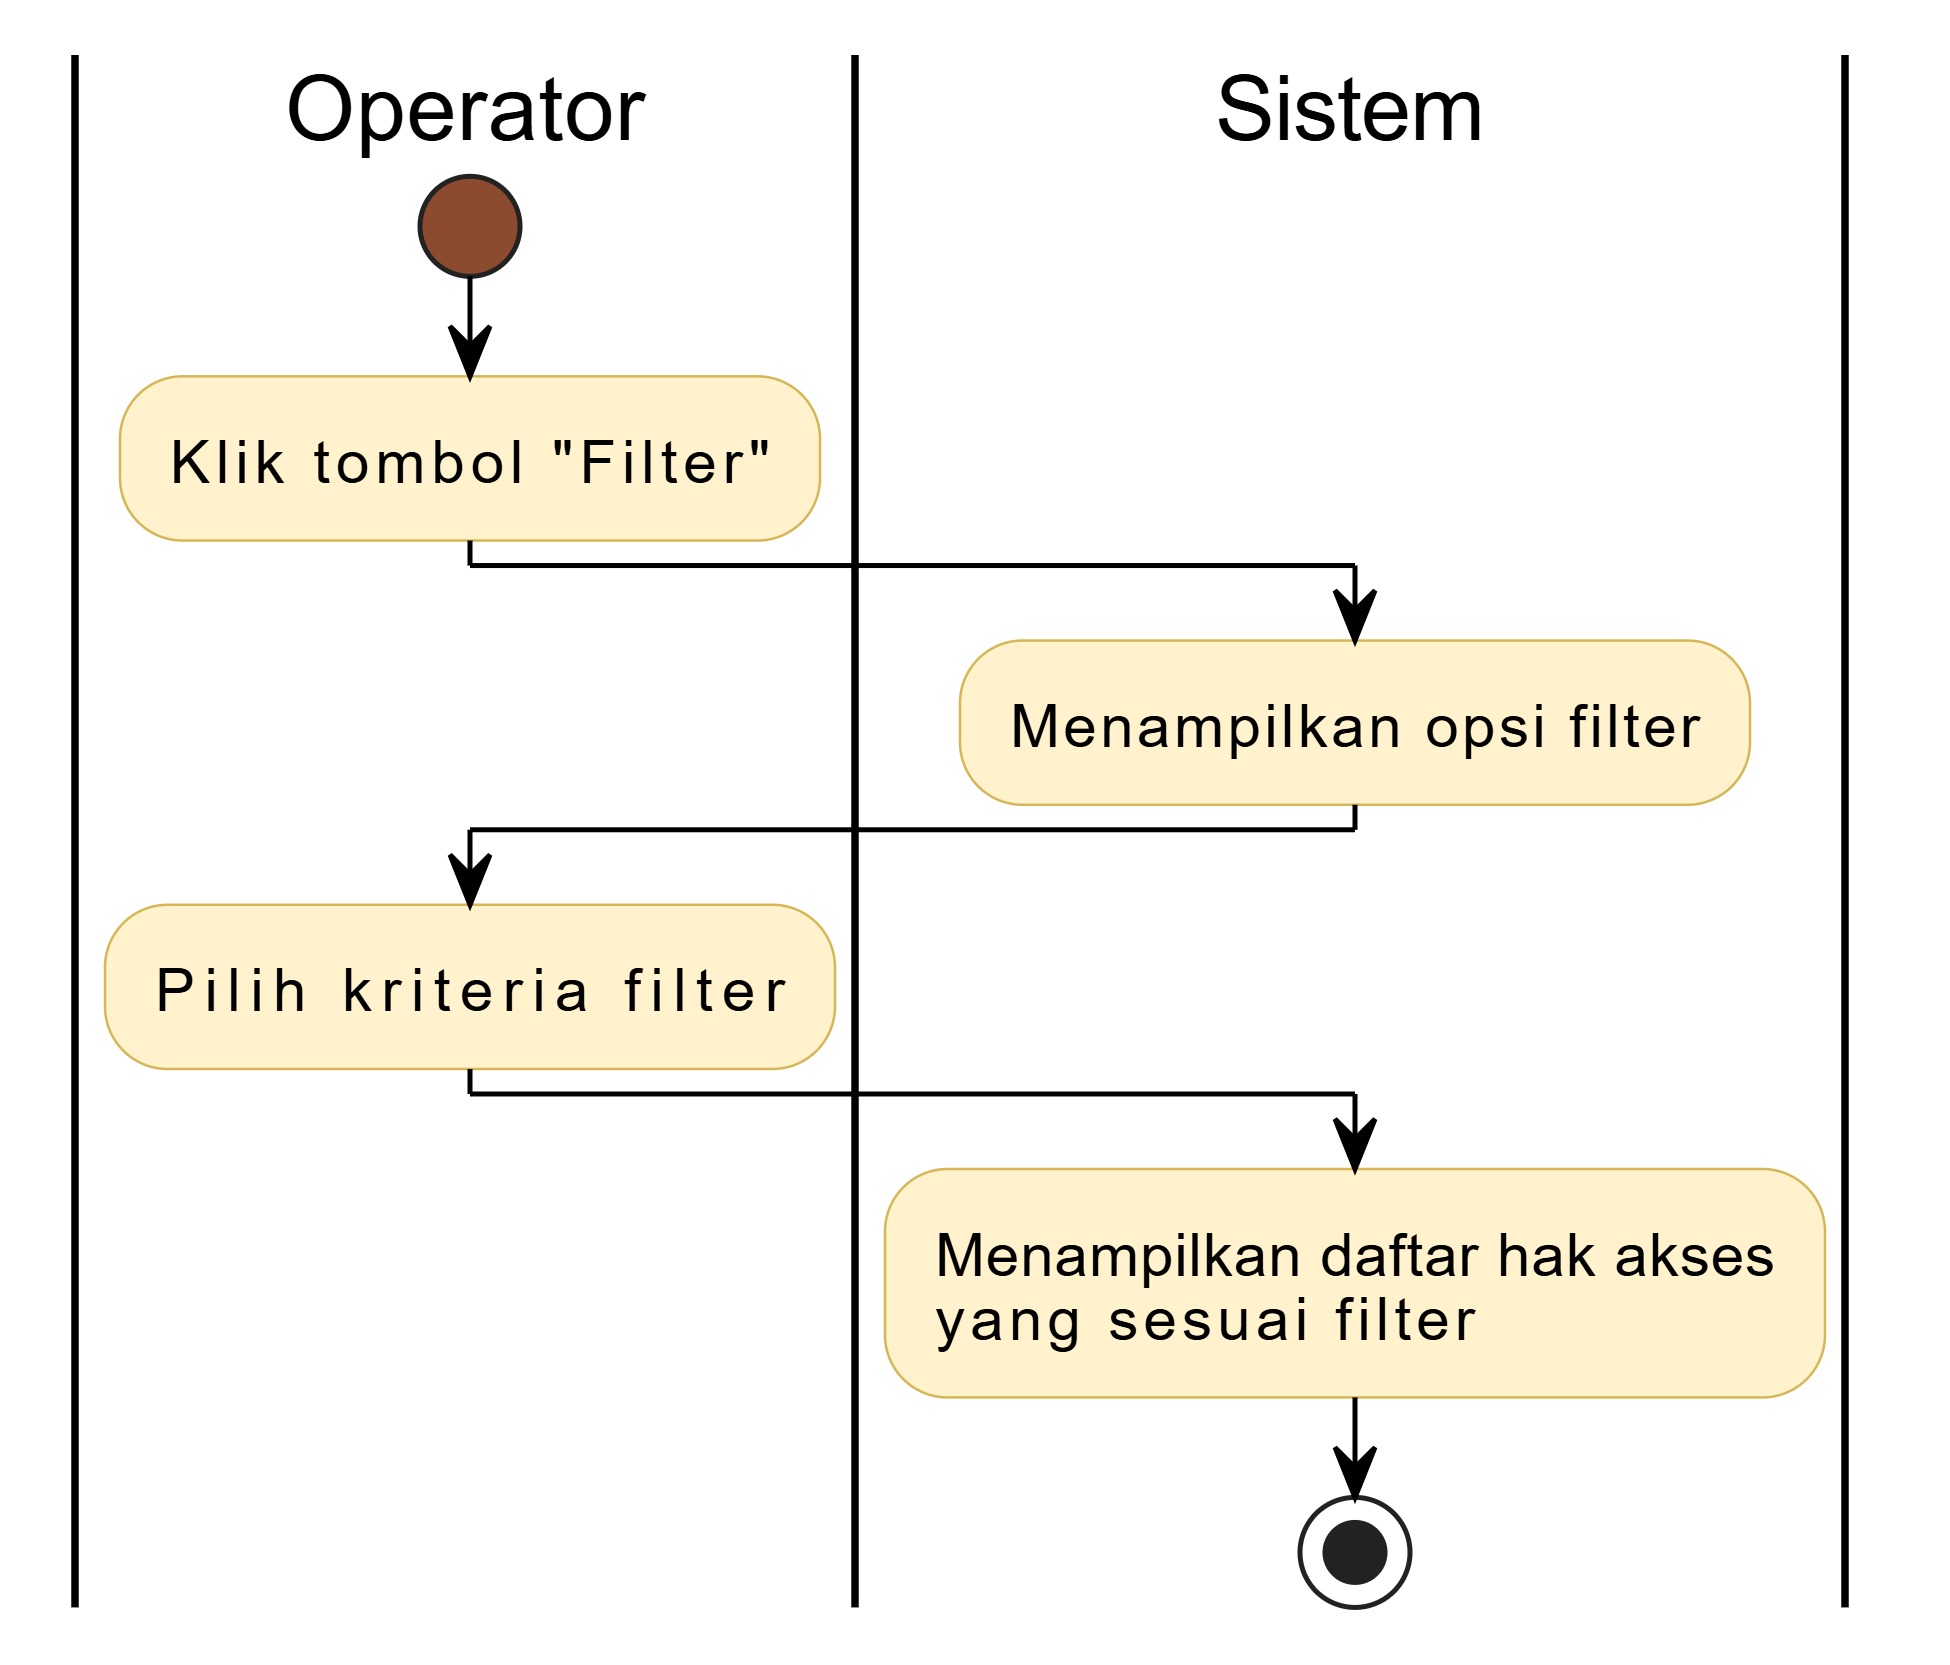 Operator
Sistem
Klik tombol "Filter"
Menampilkan opsi filter
Pilih kriteria filter
Menampilkan daftar hak akses
yang sesuai filter